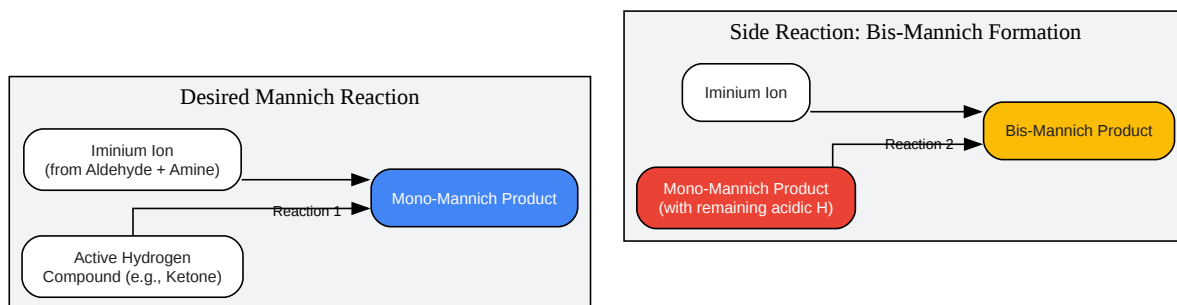 Desired Mannich Reaction
Iminium Ion
(from Aldehyde + Amine)
Mono-Mannich Product
Reaction 1
Active Hydrogen
Compound (e.g., Ketone)
Side Reaction: Bis-Mannich Formation
Iminium Ion
Bis-Mannich Product
Reaction 2
Mono-Mannich Product
(with remaining acidic H)